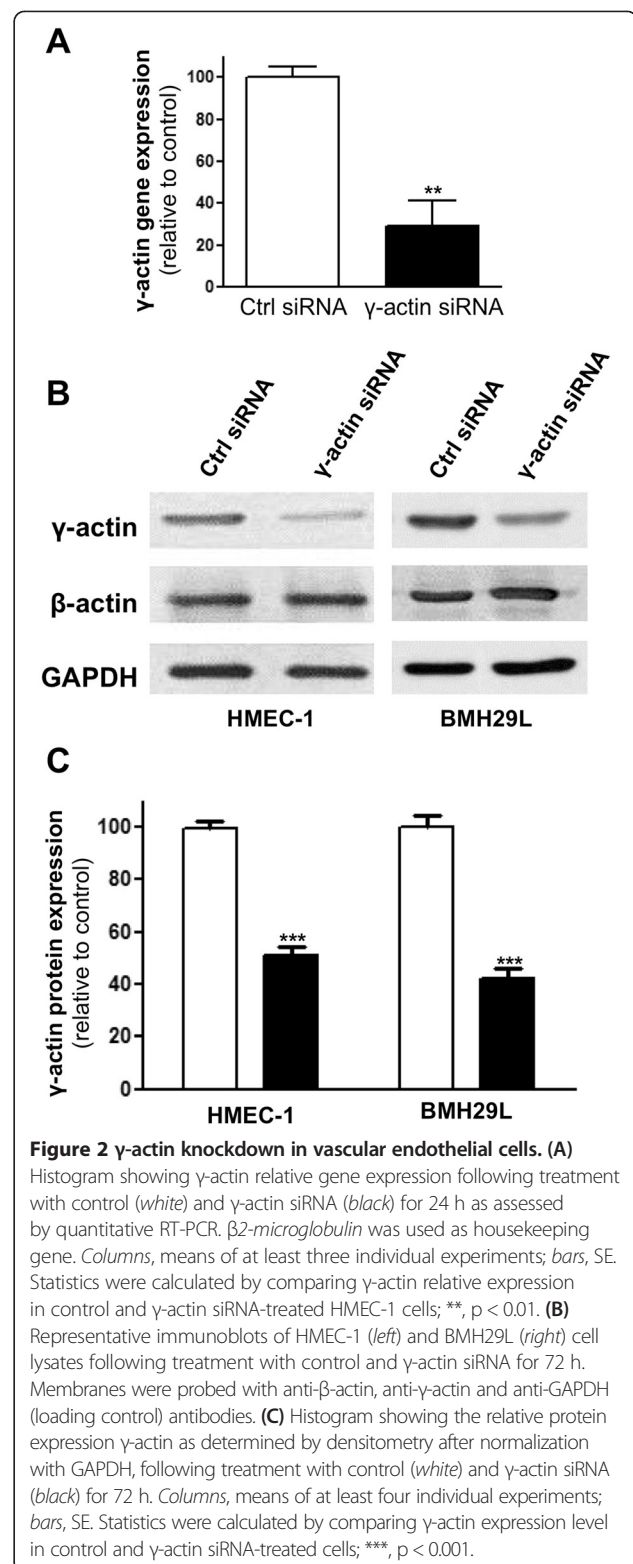 A
γ-actin gene expression
(relative to control)
100
80
60
40
20
0
**
Ctrl siRNA γ-actin siRNA
B
Ctrl siRNA γ-actin siRNA Ctrl siRNA γ-actin siRNA
γ-actin
β-actin
GAPDH
HMEC-1 BMH29L
C
γ-actin protein expression
(relative to control)
100
80
60
40
20
0
*** ***
HMEC-1 BMH29L
Figure 2 γ-actin knockdown in vascular endothelial cells. (A)
Histogram showing γ-actin relative gene expression following treatment
with control (white) and γ-actin siRNA (black) for 24 h as assessed
by quantitative RT-PCR. β2-microglobulin was used as housekeeping
gene. Columns, means of at least three individual experiments; bars, SE.
Statistics were calculated by comparing γ-actin relative expression
in control and γ-actin siRNA-treated HMEC-1 cells; **, p < 0.01. (B)
Representative immunoblots of HMEC-1 (left) and BMH29L (right) cell
lysates following treatment with control and γ-actin siRNA for 72 h.
Membranes were probed with anti-β-actin, anti-γ-actin and anti-GAPDH
(loading control) antibodies. (C) Histogram showing the relative protein
expression γ-actin as determined by densitometry after normalization
with GAPDH, following treatment with control (white) and γ-actin siRNA
(black) for 72 h. Columns, means of at least four individual experiments;
bars, SE. Statistics were calculated by comparing γ-actin expression level
in control and γ-actin siRNA-treated cells; ***, p < 0.001.